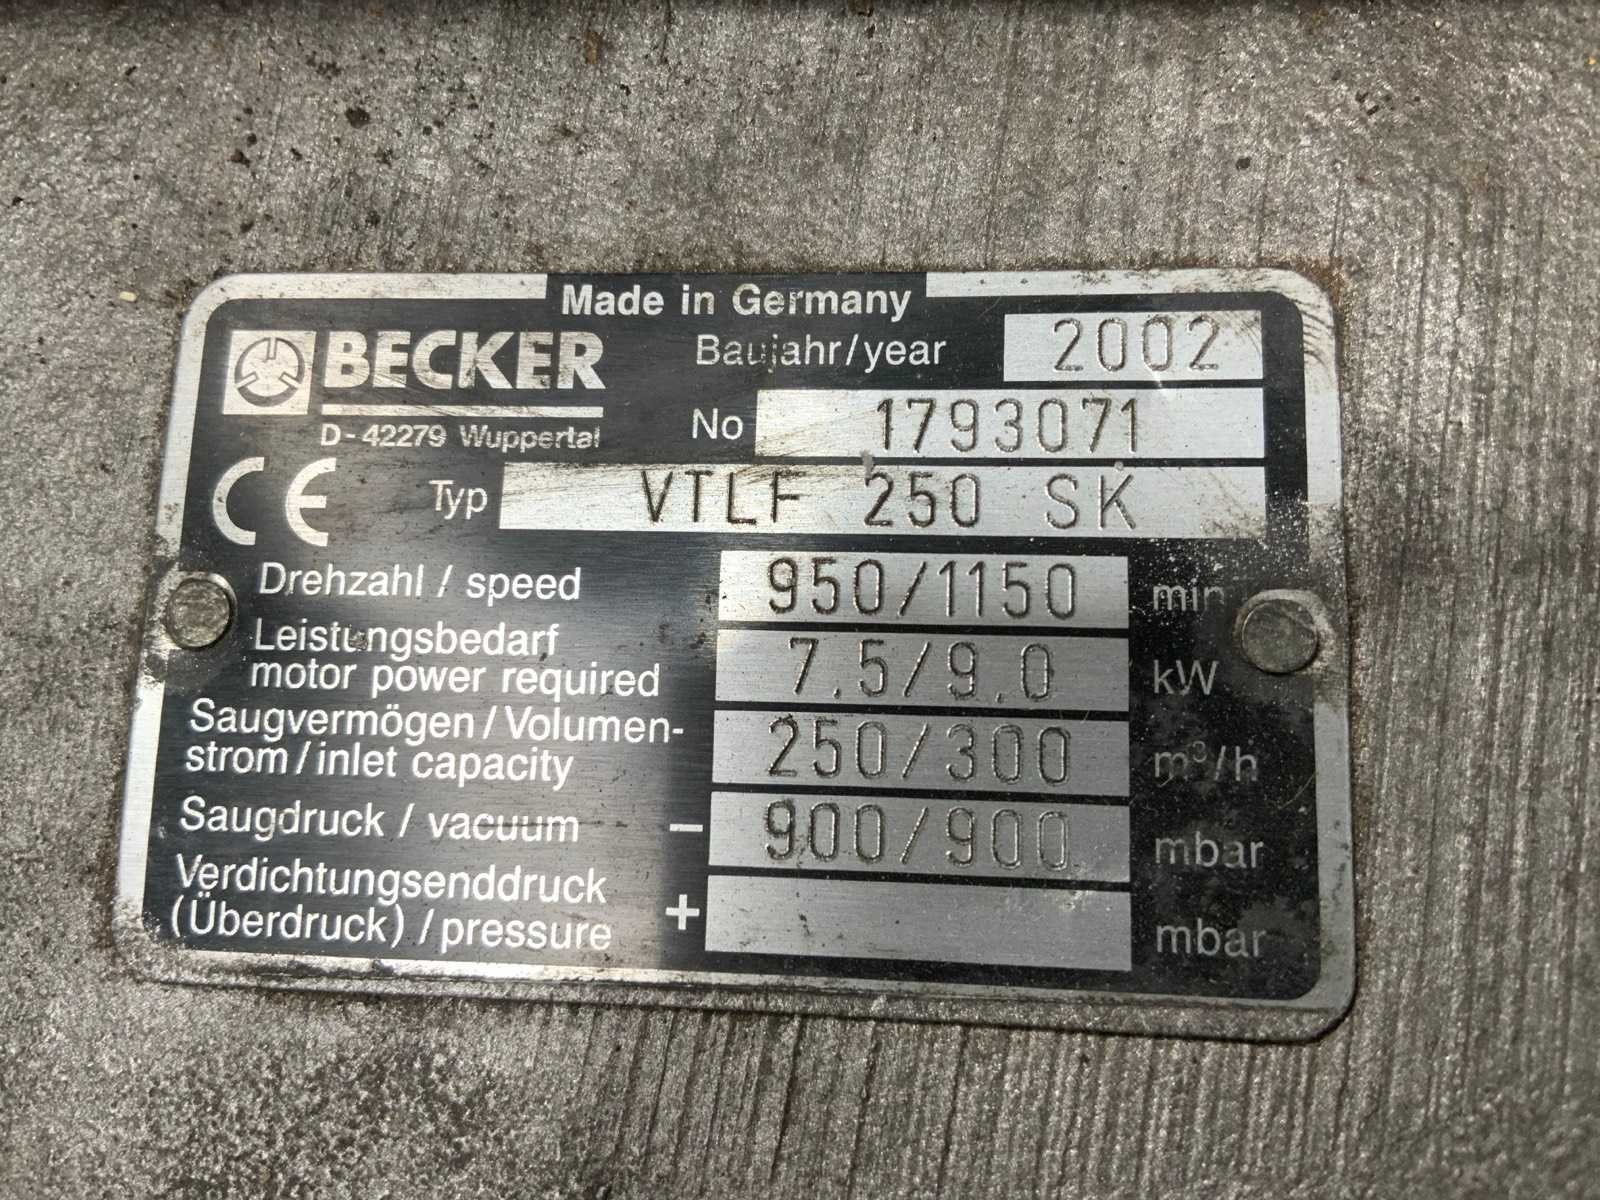 Made in Germany
BECKER
D-42279 Wuppertal
Baujahr/year 2002
No 1793071
CE Typ VTLF 250 SK
Drehzahl / speed 950/1150 min
Leistungsbedarf
motor power required 7.5/9.0 kW
Saugvermögen/Volumen-
strom/inlet capacity 250/300 m³/h
Saugdruck / vacuum - 900/900 mbar
Verdichtungsenddruck
(Überdruck) / pressure + mbar